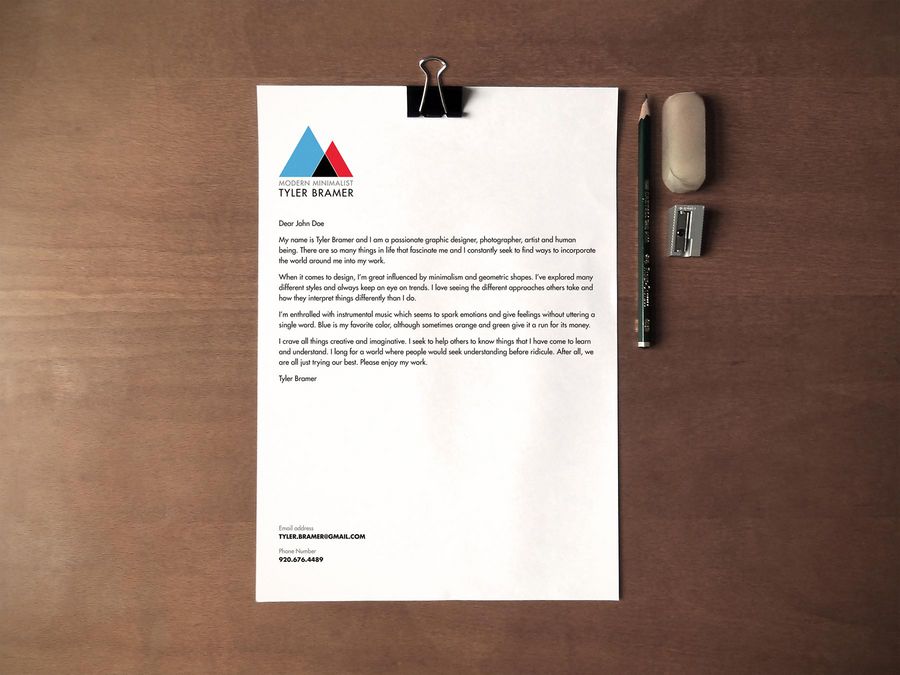 MODERN MINIMALIST
TYLER BRAMER
Dear John Doe
My name is Tyler Bramer and I am a passionate graphic designer, photographer, artist and human
being. There are so many things in life that fascinate me and I constantly seek to find ways to incorporate
the world around me into my work.
When it comes to design, I'm great influenced by minimalism and geometric shapes. I've explored many
different styles and always keep an eye on trends. I love seeing the different approaches others take and
how they interpret things differently than I do.
I'm enthralled with instrumental music which seems to spark emotions and give feelings without uttering a
single word. Blue is my favorite color, although sometimes orange and green give it a run for its money.
I crave all things creative and imaginative. I seek to help others to know things that I have come to learn
and understand. I long for a world where people would seek understanding before ridicule. After all, we
are all just trying our best. Please enjoy my work.
Tyler Bramer
Email address
TYLER.BRAMER@GMAIL.COM
Phone Number
920.676.4489